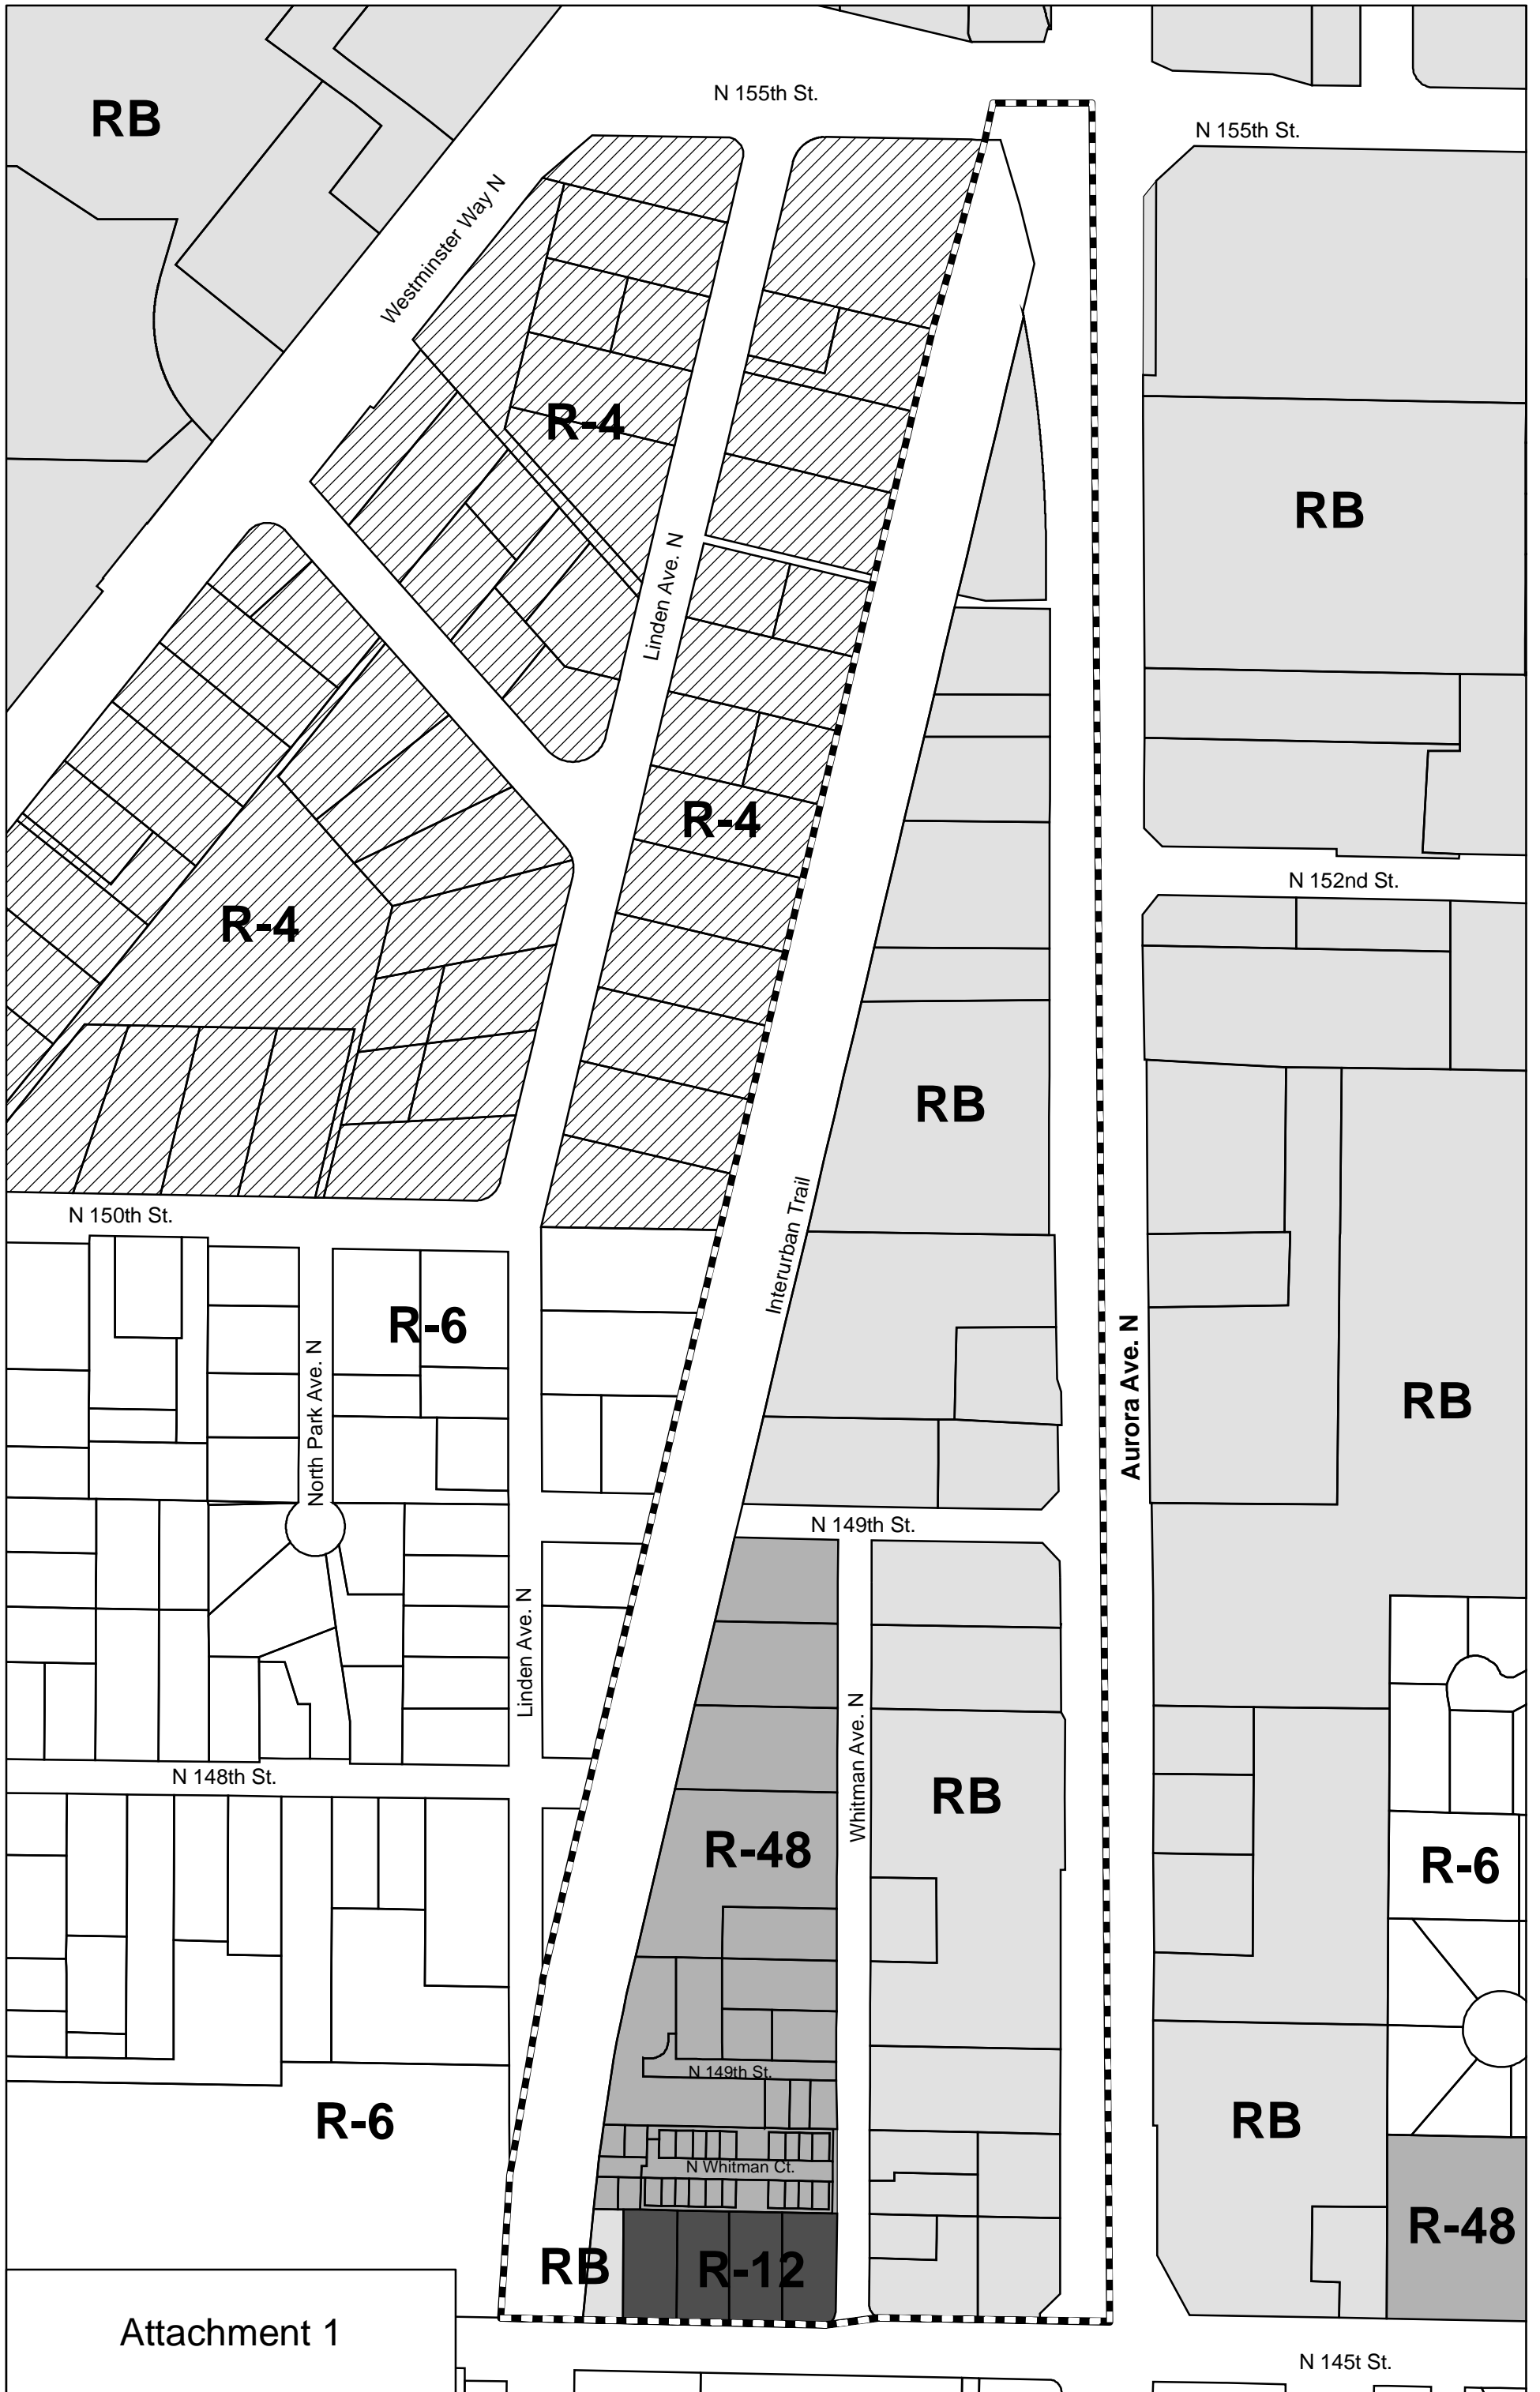 N 155th St.
RB
N 155th St.
Westminster Way N
R-4
RB
Linden Ave. N
R-4
N 152nd St.
R-4
RB
N 150th St.
Interurban Trail
R-6
Aurora Ave. N
North Park Ave. N
RB
N 149th St.
Linden Ave. N
Whitman Ave. N
N 148th St.
RB
R-48
R-6
N 149th St.
R-6
RB
N Whitman Ct.
R-48
RB
R-12
Attachment 1
N 145t St.